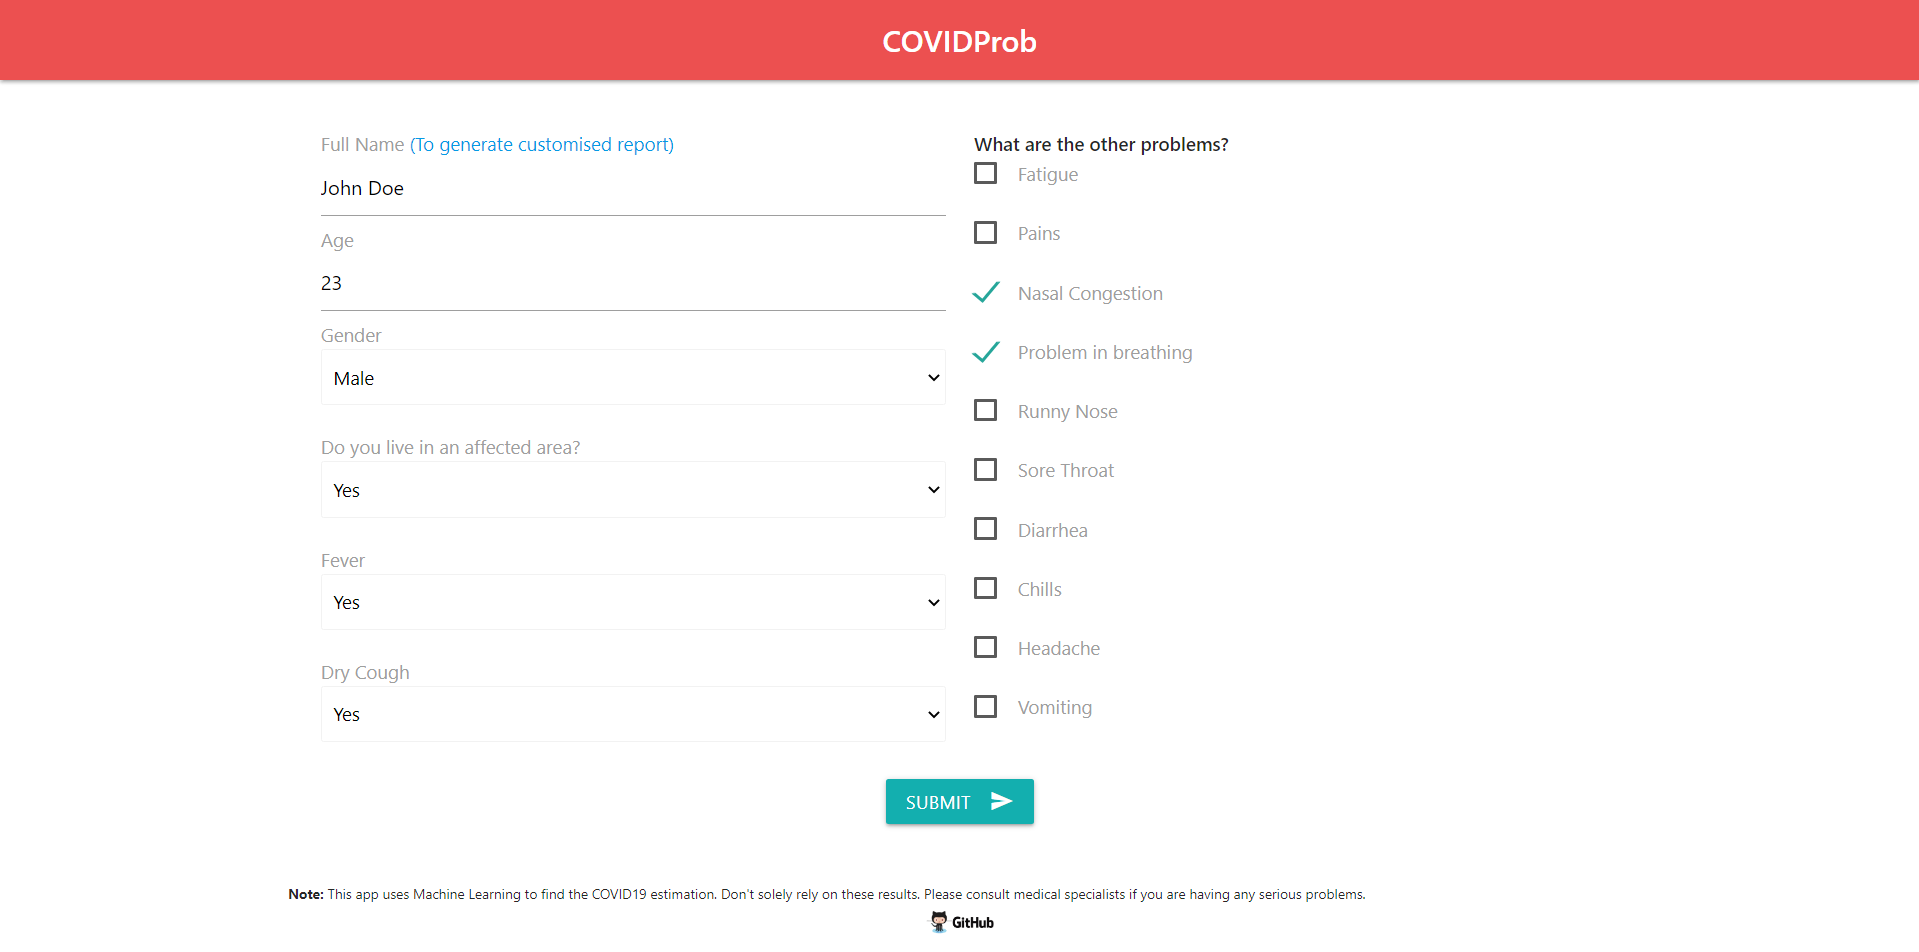 COVIDProb
Full Name (To generate customised report)
John Doe
Age
23
Gender
Male
Do you live in an affected area?
Yes
Fever
Yes
Dry Cough
Yes
What are the other problems?
Fatigue
Pains
Nasal Congestion
Problem in breathing
Runny Nose
Sore Throat
Diarrhea
Chills
Headache
Vomiting
SUBMIT
Note: This app uses Machine Learning to find the COVID19 estimation. Don't solely rely on these results. Please consult medical specialists if you are having any serious problems.
GitHub